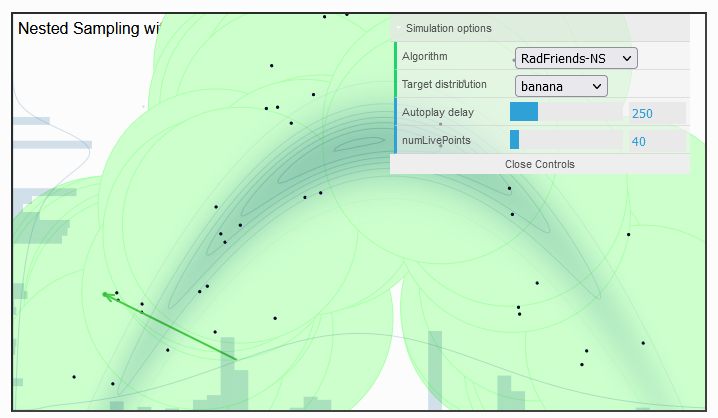 Nested Sampling wi
Simulation options
Algorithm
RadFriends-NS
Target distribution
banana
Autoplay delay
250
numLivePoints
40
Close Controls